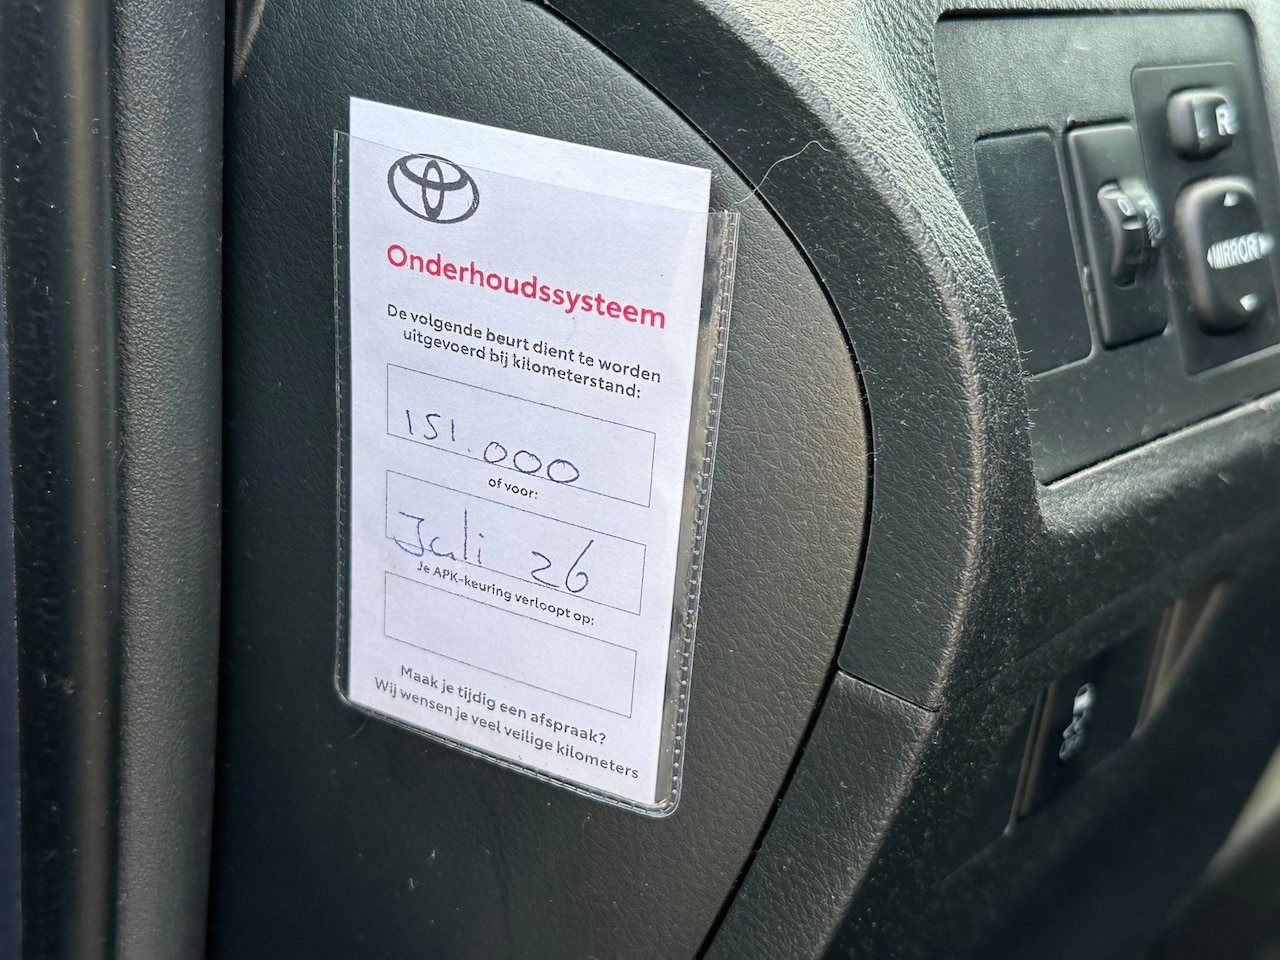 Onderhoudssysteem
De volgende beurt dient te worden
uitgevoerd bij kilometerstand:
151.000
of voor:
Juli 26
Je APK-keuring verloopt op:
Maak je tijdig een afspraak?
Wij wensen je veel veilige kilometers
R
MIRROR